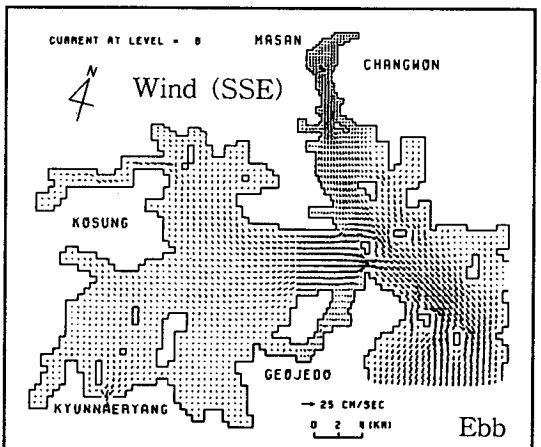 CURRENT AT LEVEL = 8
MASAN
CHANGWON
N
Wind (SSE)
KOSUNG
GEOJEDO
KYUNNAERYANG
→ 25 CM/SEC
0 2 4 (KM)
Ebb